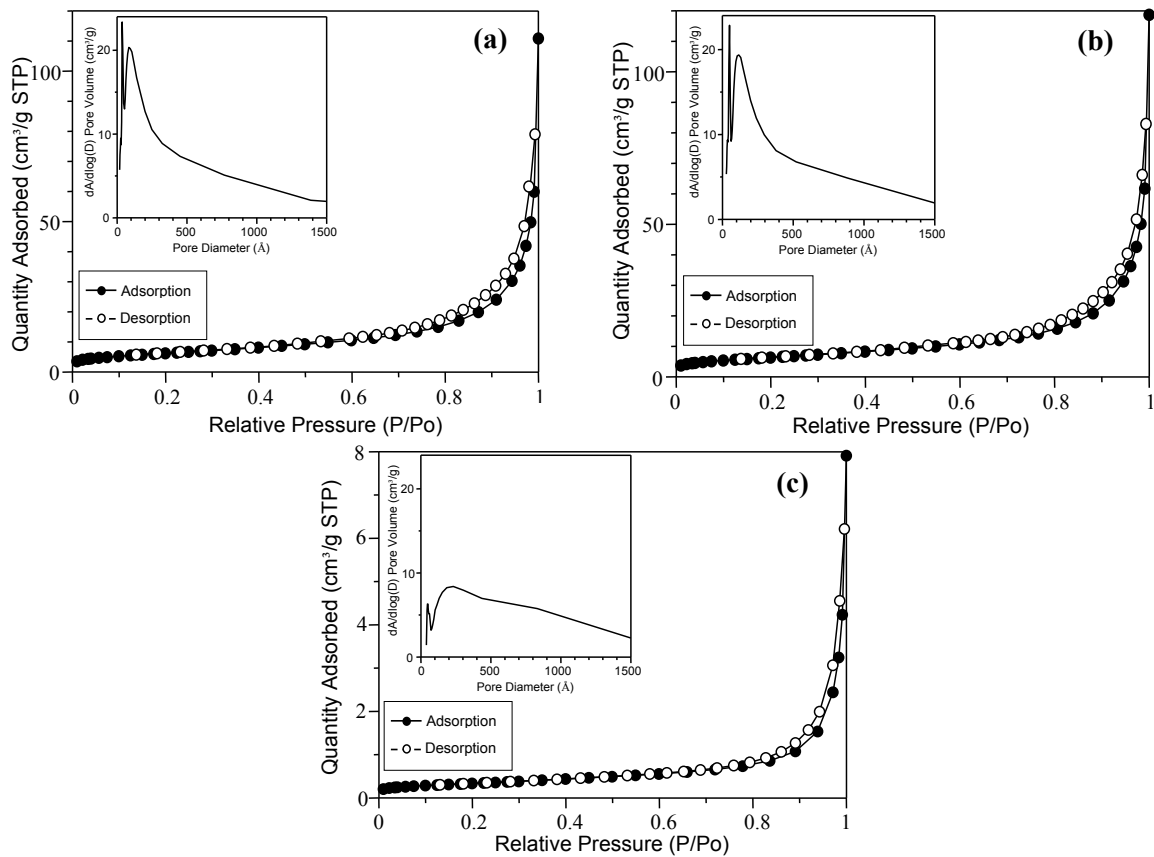 (a)
Quantity Adsorbed (cm³/g STP)
100
50
0
0
0.2
0.4
0.6
0.8
1
Relative Pressure (P/Po)
dA/dlog(D) Pore Volume (cm³/g)
20
10
0
0
500
1000
1500
Pore Diameter (Å)
Adsorption
Desorption
(b)
Quantity Adsorbed (cm³/g STP)
100
50
0
0
0.2
0.4
0.6
0.8
1
Relative Pressure (P/Po)
dA/dlog(D) Pore Volume (cm³/g)
20
10
0
0
500
1000
1500
Pore Diameter (Å)
Adsorption
Desorption
(c)
Quantity Adsorbed (cm³/g STP)
8
6
4
2
0
0
0.2
0.4
0.6
0.8
1
Relative Pressure (P/Po)
dA/dlog(D) Pore Volume (cm³/g)
20
10
0
0
500
1000
1500
Pore Diameter (Å)
Adsorption
Desorption